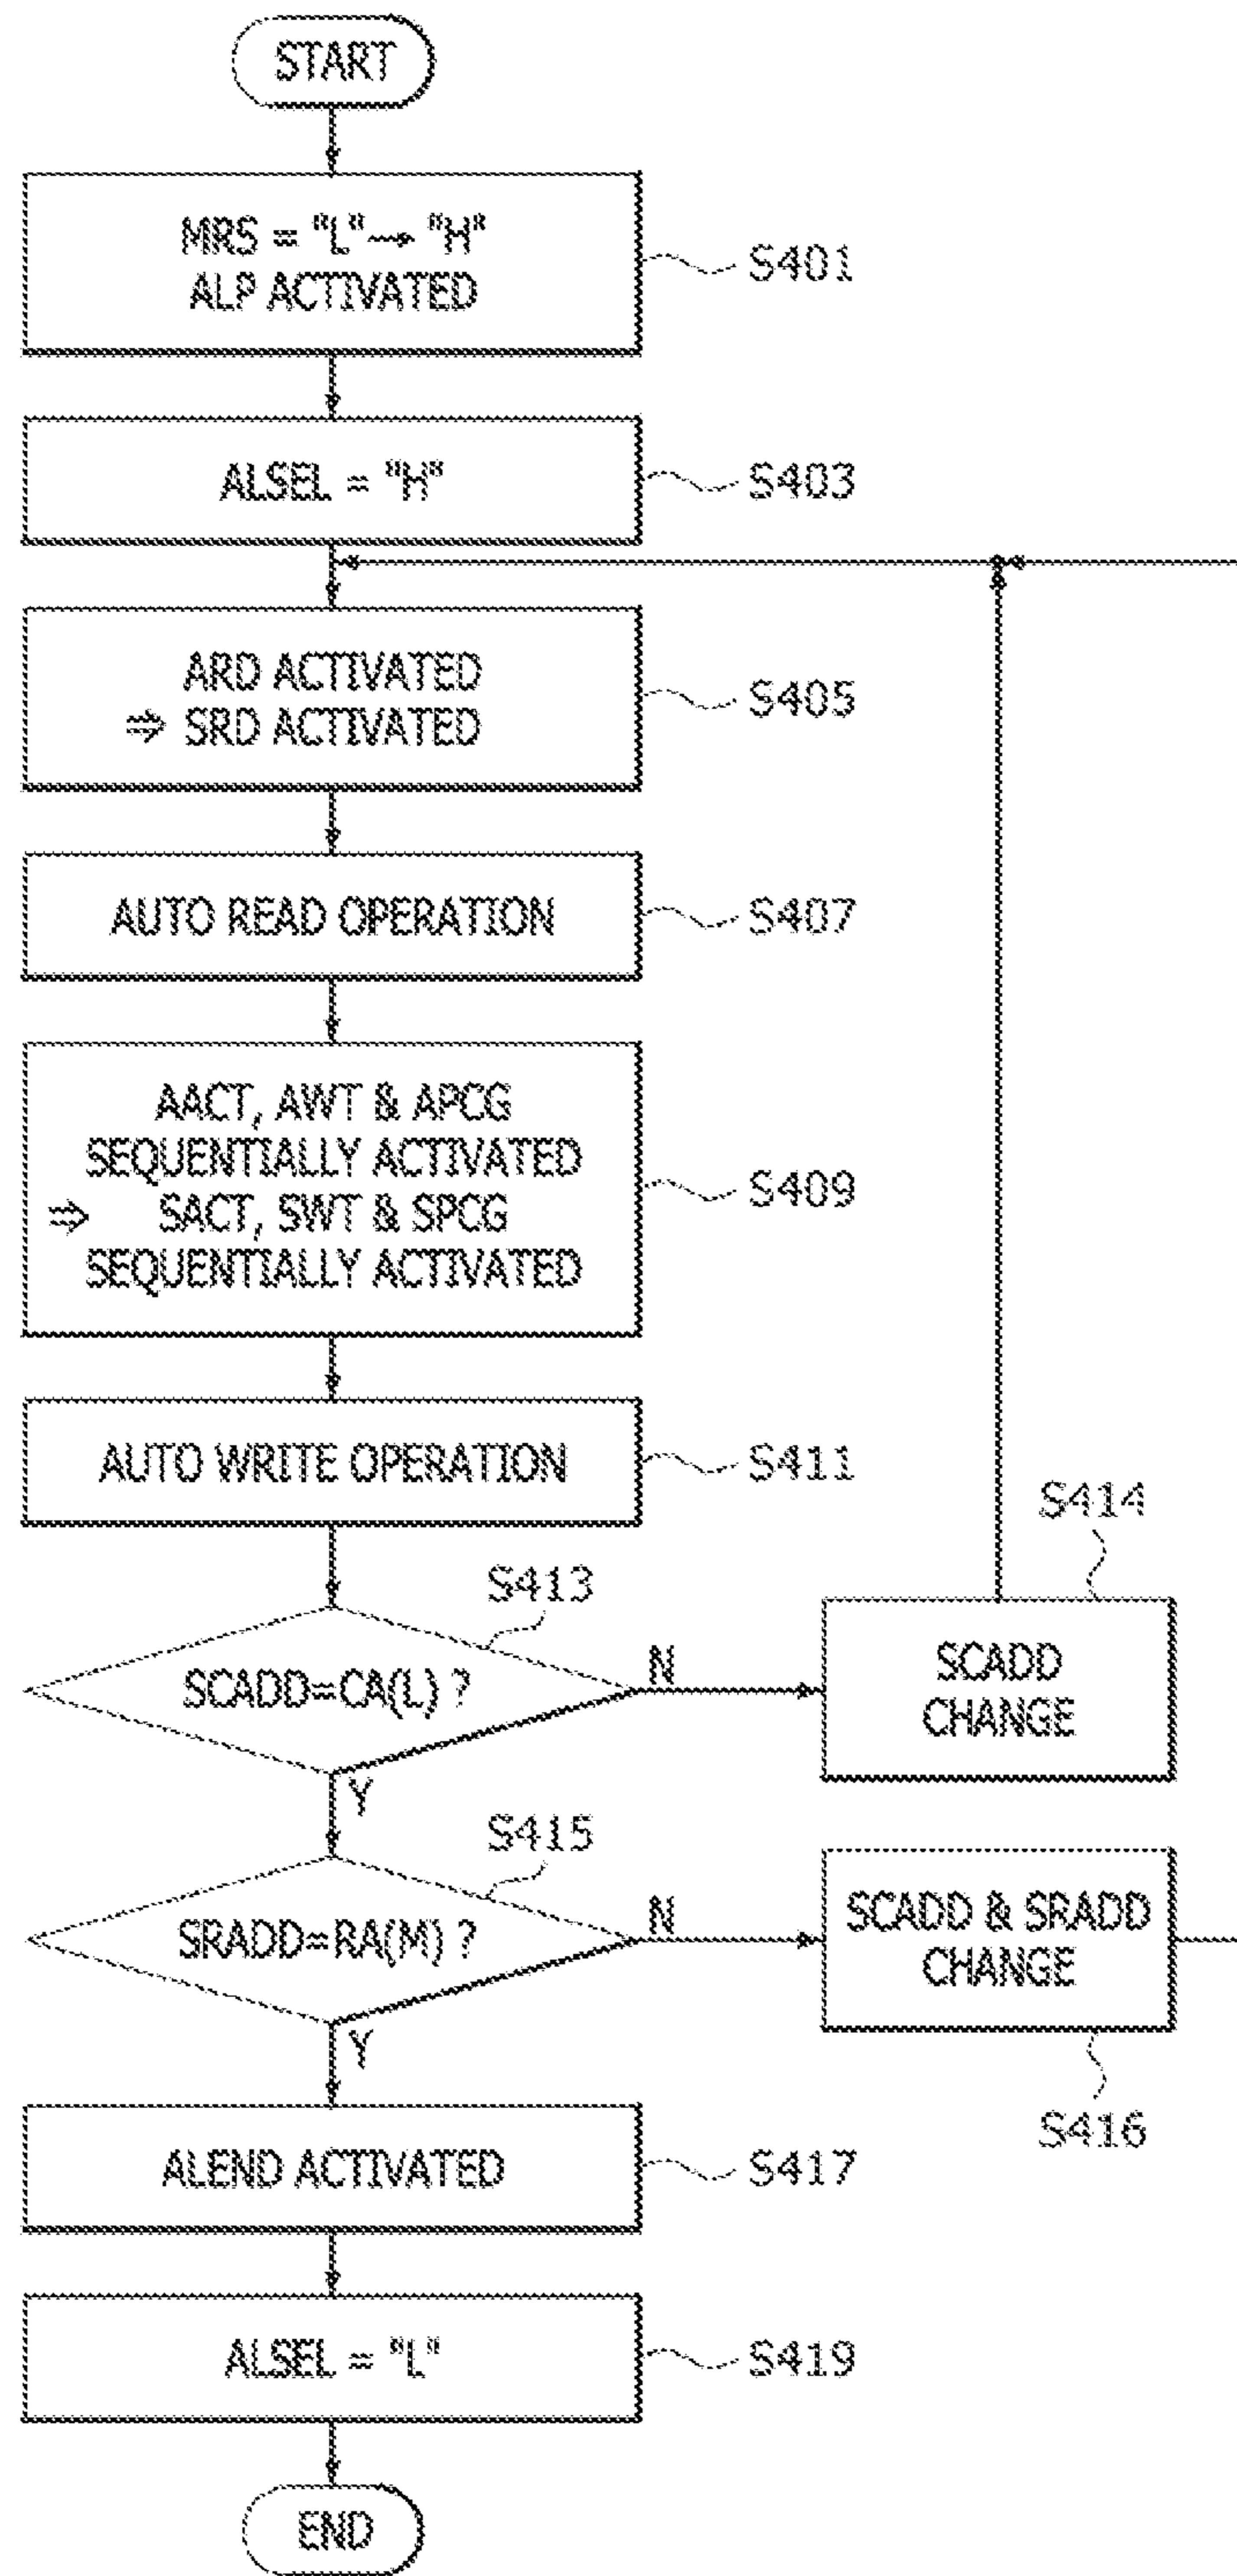 START
MRS = "L"→ "H"
ALP ACTIVATED
S401
ALSEL = "H"
S403
ARD ACTIVATED
⇒ SRD ACTIVATED
S405
AUTO READ OPERATION
S407
AACT, AWT & APCG
SEQUENTIALLY ACTIVATED
⇒ SACT, SWT & SPCG
SEQUENTIALLY ACTIVATED
S409
AUTO WRITE OPERATION
S411
S413
SCADD=CA(L) ?
N
Y
S414
SCADD
CHANGE
S415
SRADD=RA(M) ?
N
Y
SCADD & SRADD
CHANGE
S416
ALEND ACTIVATED
S417
ALSEL = "L"
S419
END